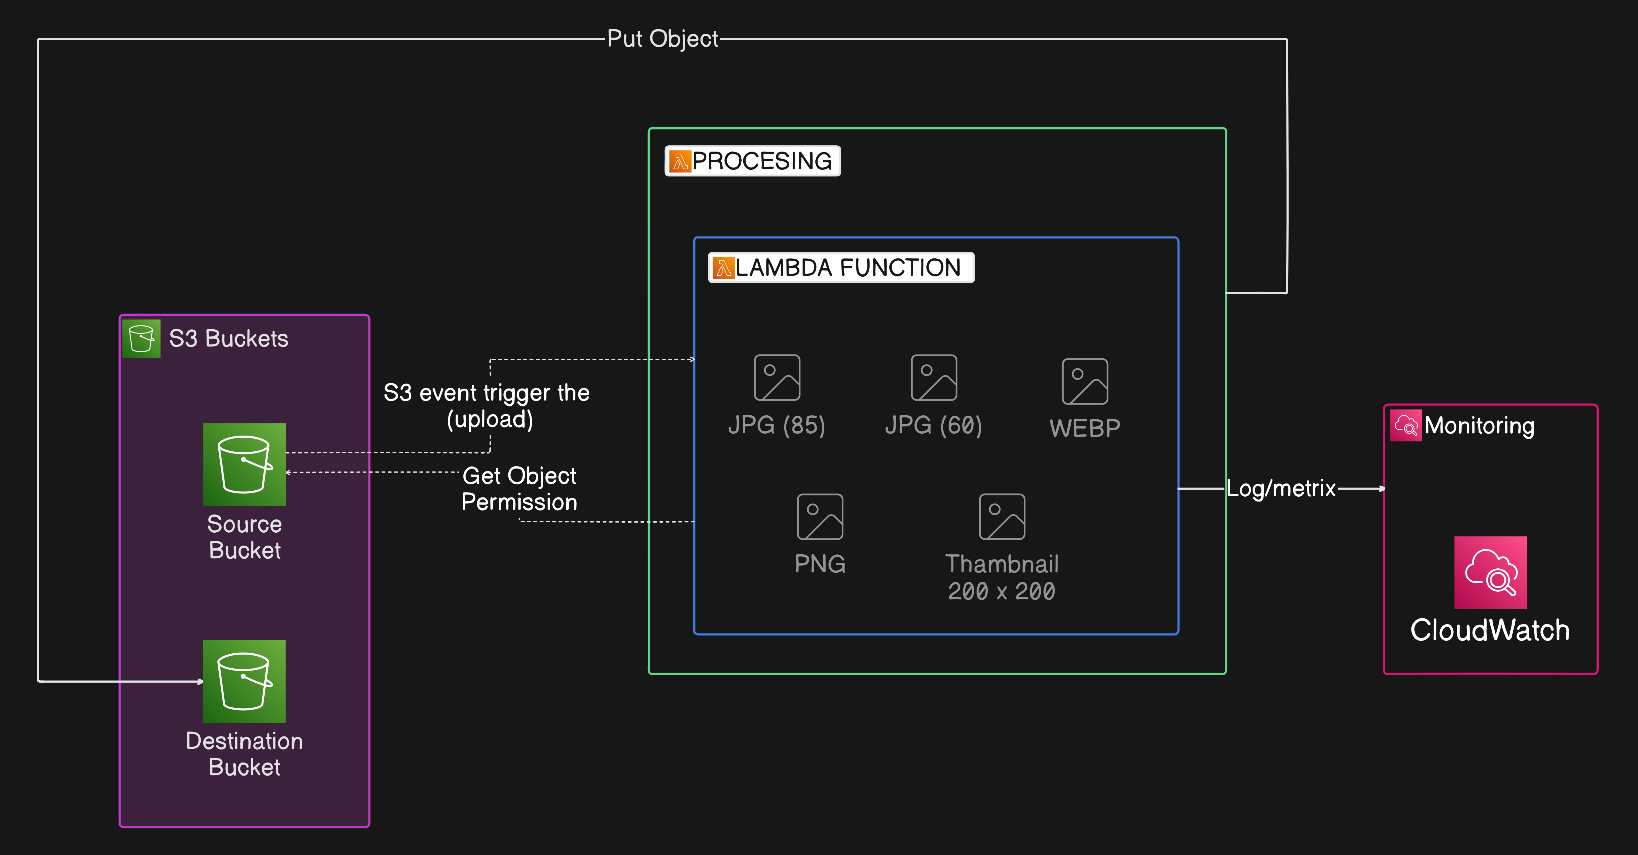 Put Object
PROCESING
LAMBDA FUNCTION
S3 Buckets
S3 event trigger the
(upload)
JPG (85)
JPG (60)
WEBP
Monitoring
Get Object
Permission
Log/metrix
Source
Bucket
PNG
Thambnail
200 x 200
CloudWatch
Destination
Bucket